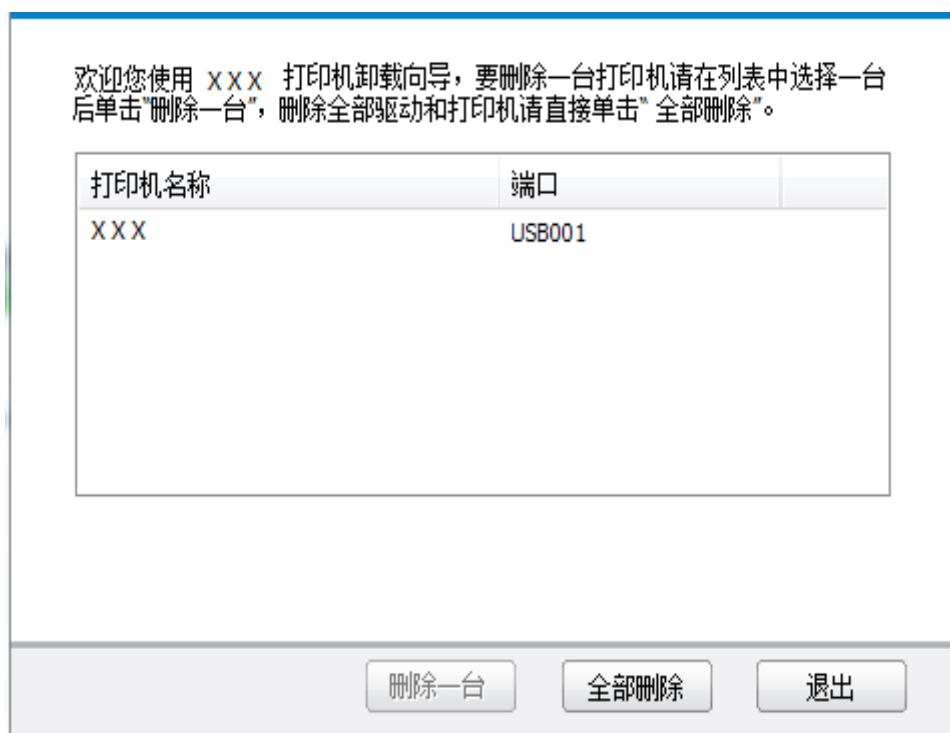 欢迎您使用 XXX 打印机卸载向导，要删除一台打印机请在列表中选择一台
后单击“删除一台”，删除全部驱动和打印机请直接单击“ 全部删除”。
打印机名称 端口
XXX USB001
删除一台 全部删除 退出